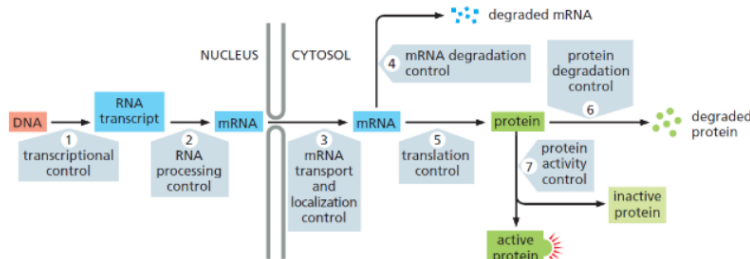 degraded mRNA
NUCLEUS
CYTOSOL
4
mRNA degradation
control
protein
degradation
control
6
DNA
RNA
transcript
mRNA
mRNA
protein
degraded
protein
1
transcriptional
control
2
RNA
processing
control
3
mRNA
transport
and
localization
control
5
translation
control
7
protein
activity
control
inactive
protein
active
protein